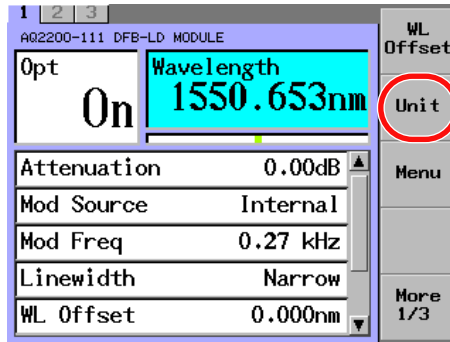 1 2 3
AQ2200-111 DFB-LD MODULE
Opt
On
Wavelength
1550.653nm
Attenuation 0.00dB
Mod Source Internal
Mod Freq 0.27 kHz
Linewidth Narrow
WL Offset 0.000nm
WL
Offset
Unit
Menu
More
1/3